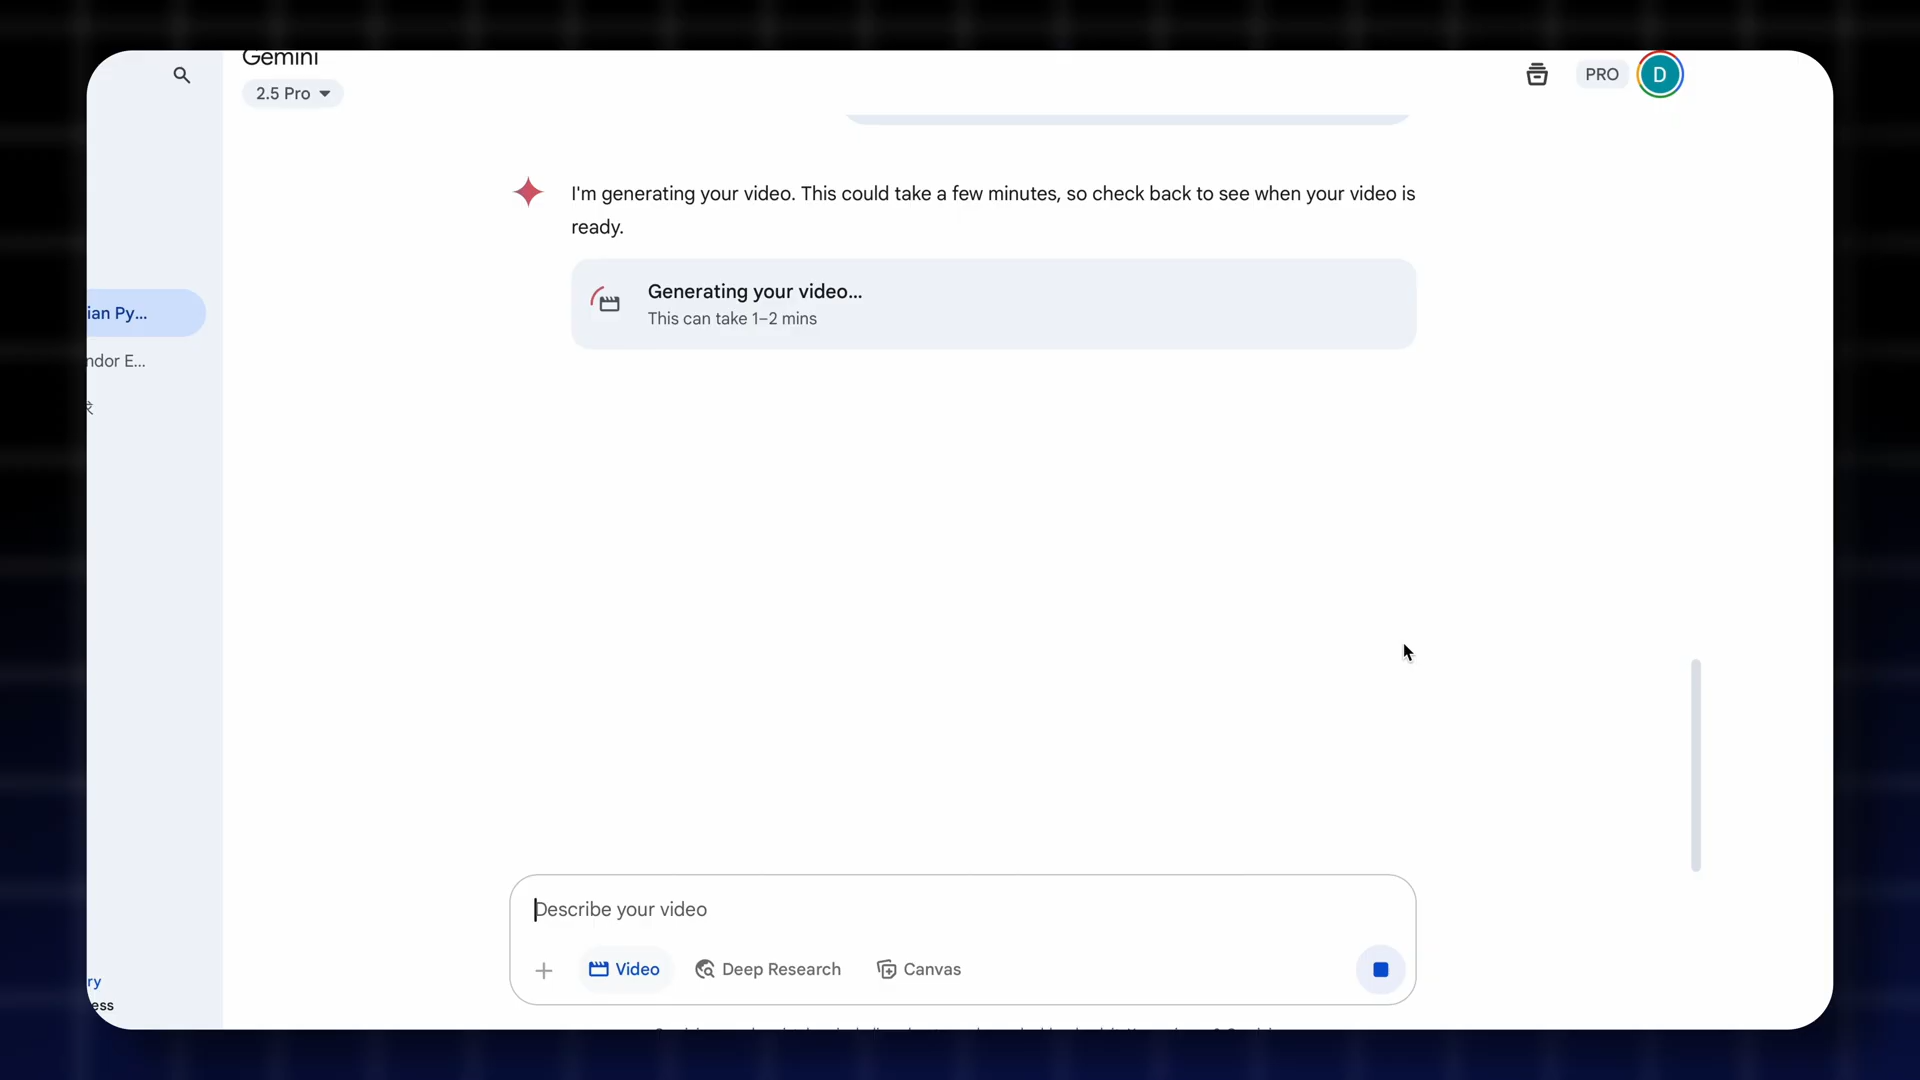 Gemini
2.5 Pro
PRO
D
I'm generating your video. This could take a few minutes, so check back to see when your video is
ready.
Generating your video...
This can take 1–2 mins
ian Py...
ndor E...
Describe your video
Video
Deep Research
Canvas
ry
ess